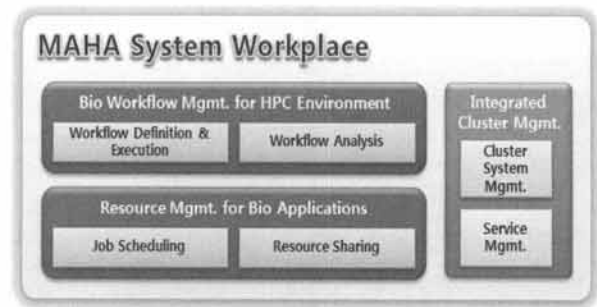 MAHA System Workplace
Bio Workflow Mgmt. for HPC Environment
Workflow Definition &
Execution
Workflow Analysis
Resource Mgmt. for Bio Applications
Job Scheduling
Resource Sharing
Integrated
Cluster Mgmt.
Cluster
System
Mgmt.
Service
Mgmt.